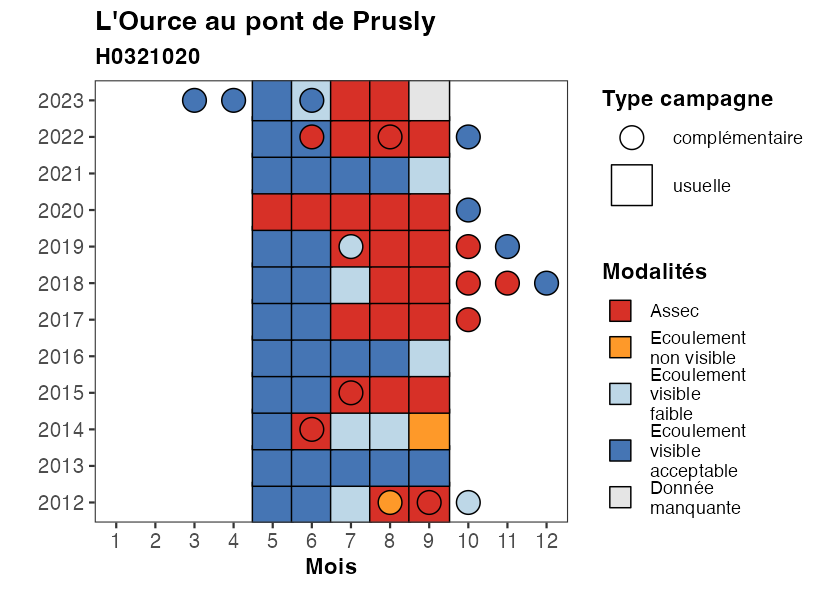 L'Ource au pont de Prusly
H0321020
2023
2022
2021
2020
2019
2018
2017
2016
2015
2014
2013
2012
1 2 3 4 5 6 7 8 9 10 11 12
Mois
Type campagne
complémentaire
usuelle
Modalités
Assec
Ecoulement
non visible
Ecoulement
visible
faible
Ecoulement
visible
acceptable
Donnée
manquante